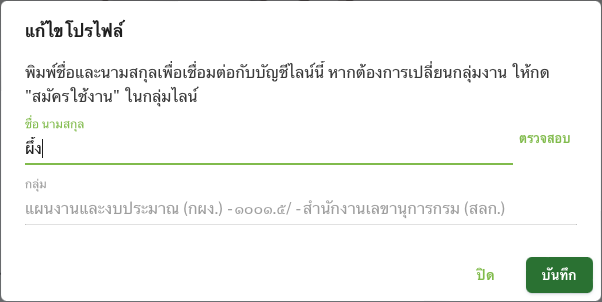 แก้ไขโปรไฟล์
พิมพ์ชื่อและนามสกุลเพื่อเชื่อมต่อกับบัญชีไลน์นี้ หากต้องการเปลี่ยนกลุ่มงาน ให้กด
"สมัครใช้งาน" ในกลุ่มไลน์
ชื่อ นามสกุล
ผึ้ง
ตรวจสอบ
กลุ่ม
แผนงานและงบประมาณ (กผง.) -๑๐๐๑.๕/ -สำนักงานเลขานุการกรม (สลก.)
ปิด
บันทึก